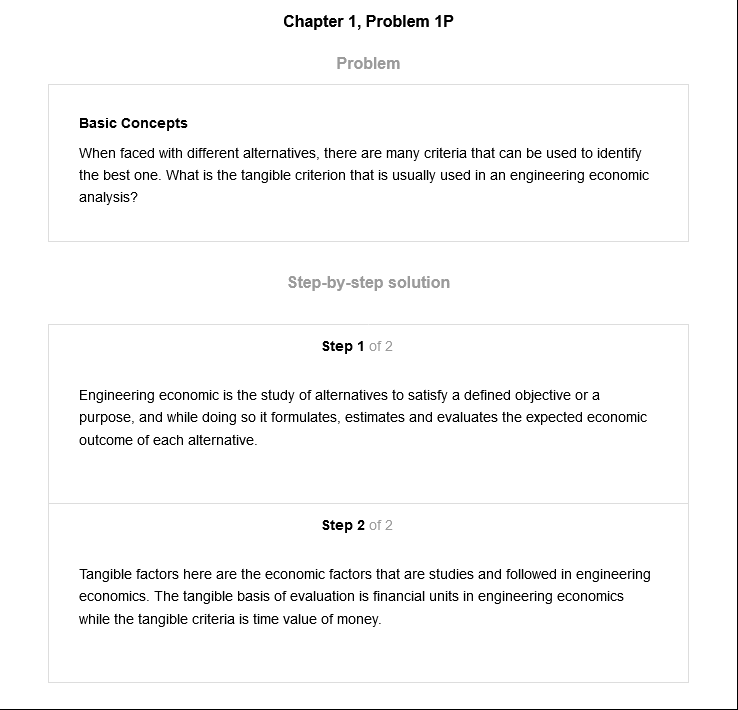 Chapter 1, Problem 1P
Problem
Basic Concepts
When faced with different alternatives, there are many criteria that can be used to identify
the best one. What is the tangible criterion that is usually used in an engineering economic
analysis?
Step-by-step solution
Step 1 of 2
Engineering economic is the study of alternatives to satisfy a defined objective or a
purpose, and while doing so it formulates, estimates and evaluates the expected economic
outcome of each alternative.
Step 2 of 2
Tangible factors here are the economic factors that are studies and followed in engineering
economics. The tangible basis of evaluation is financial units in engineering economics
while the tangible criteria is time value of money.